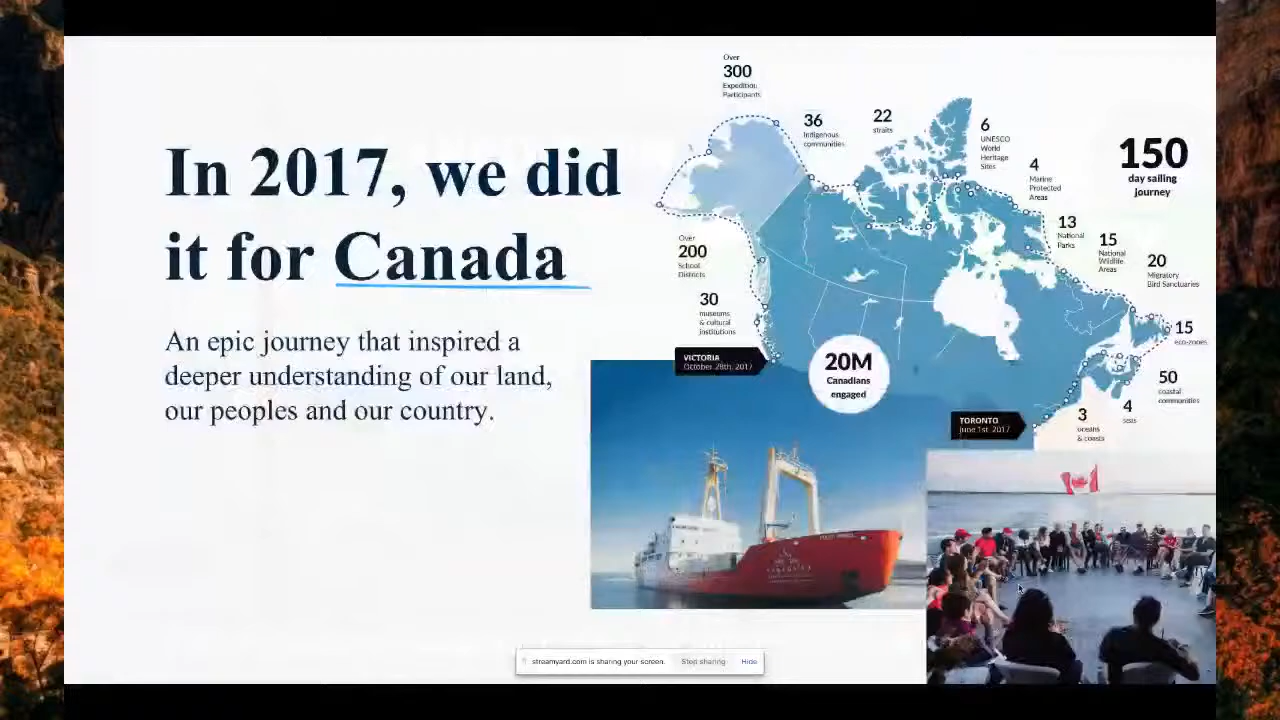 In 2017, we did
it for Canada
An epic journey that inspired a
deeper understanding of our land,
our peoples and our country.
Over
300
Expedition
Participants
36
Indigenous
communities
22
straits
6
UNESCO
World
Heritage
Sites
4
Marine
Protected
Areas
150
day sailing
journey
13
National
Parks
15
National
Wildlife
Areas
20
Migratory
Bird Sanctuaries
15
eco-zones
50
coastal
communities
4
seas
3
oceans
& coasts
TORONTO
June 1st, 2017
Over
200
School
Districts
30
museums
& cultural
institutions
VICTORIA
October 28th, 2017
20M
Canadians
engaged
streamyard.com is sharing your screen.
Stop sharing
Hide